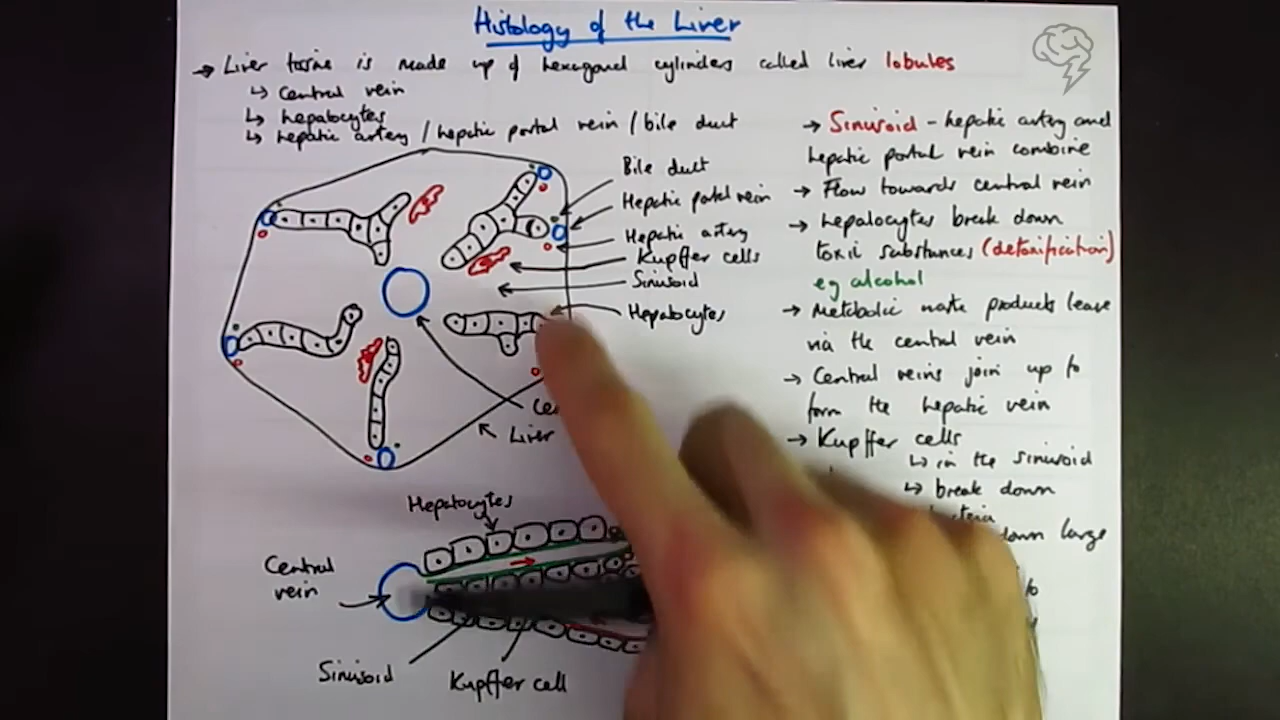 Histology of the Liver
→ Liver tissue is made up of hexagonal cylinders called liver lobules
↳ Central vein
↳ hepatocytes
↳ hepatic artery / hepatic portal vein / bile duct
Bile duct
Hepatic portal vein
Hepatic artery
Kupffer cells
Sinusoid
Hepatocytes
Ce
Liver
→ Sinusoid - hepatic artery and
hepatic portal vein combine
→ Flow towards central vein
→ hepatocytes break down
toxic substances (detoxification)
eg alcohol
→ Metabolic waste products leave
via the central vein
→ Central veins join up to
form the hepatic vein
→ Kupffer cells
↳ in the sinusoid
↳ break down
bacteria
down large
Hepatocytes
Central
vein
Sinusoid
Kupffer cell